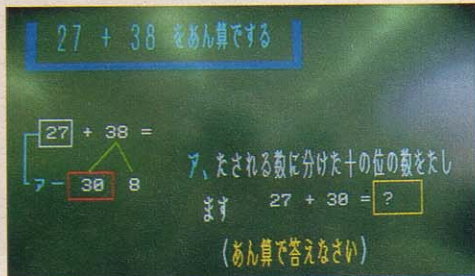 27 + 38 をあん算でする
27 + 38 =
ア 30 8
ア、たされる数に分けた十の位の数をたし
ます 27 + 30 = ?
(あん算で答えなさい)